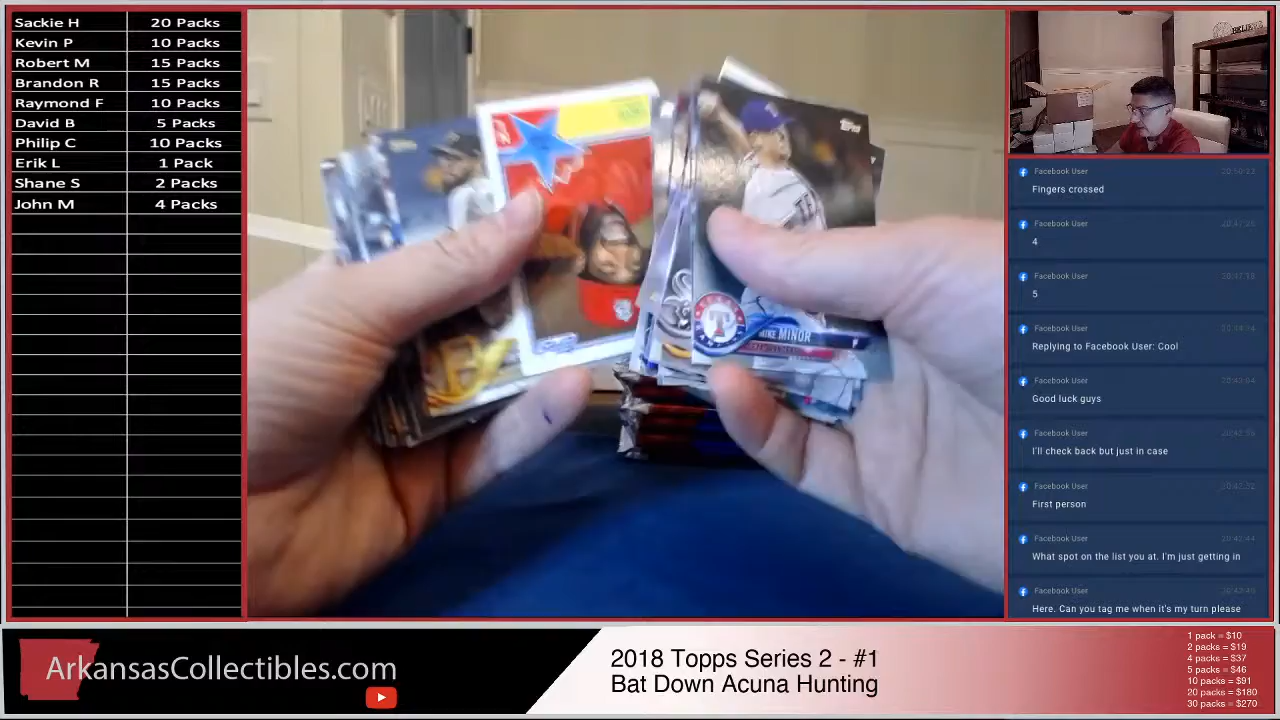 Sackie H 20 Packs
Kevin P 10 Packs
Robert M 15 Packs
Brandon R 15 Packs
Raymond F 10 Packs
David B 5 Packs
Philip C 10 Packs
Erik L 1 Pack
Shane S 2 Packs
John M 4 Packs
topps
T
MIKE MINOR
BELIEVE
Facebook User
Fingers crossed
Facebook User
4
Facebook User
5
Facebook User
Replying to Facebook User: Cool
Facebook User
Good luck guys
Facebook User
I'll check back but just in case
Facebook User
First person
Facebook User
What spot on the list you at. I'm just getting in
Facebook User
Here. Can you tag me when it's my turn please
ArkansasCollectibles.com
2018 Topps Series 2 - #1
Bat Down Acuna Hunting
1 pack = $10
2 packs = $19
4 packs = $37
5 packs = $46
10 packs = $91
20 packs = $180
30 packs = $270